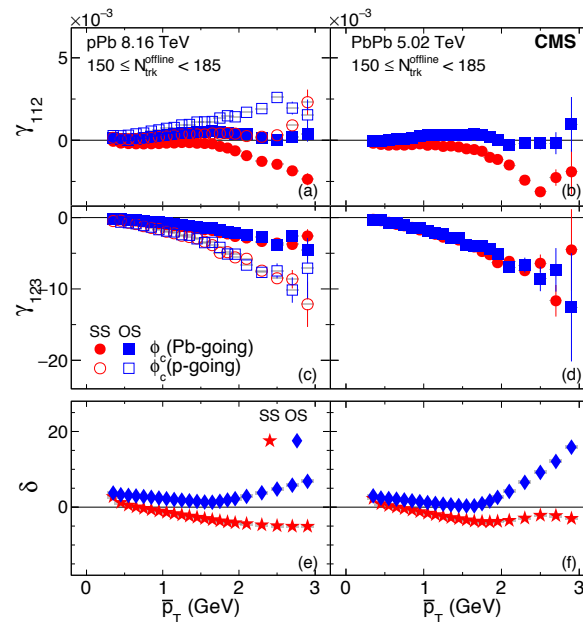 ×10⁻³ ×10⁻³
pPb 8.16 TeV PbPb 5.02 TeV CMS
150 ≤ N_trk^offline < 185 150 ≤ N_trk^offline < 185
5
γ₁₁₂
0
(a) (b)
0
γ₁₂₃
−10
SS OS
ϕ_c(Pb-going)
ϕ_c(p-going)
−20
(c) (d)
SS OS
20
δ
0
(e) (f)
0 1 2 3 0 1 2 3
p̄_T (GeV) p̄_T (GeV)